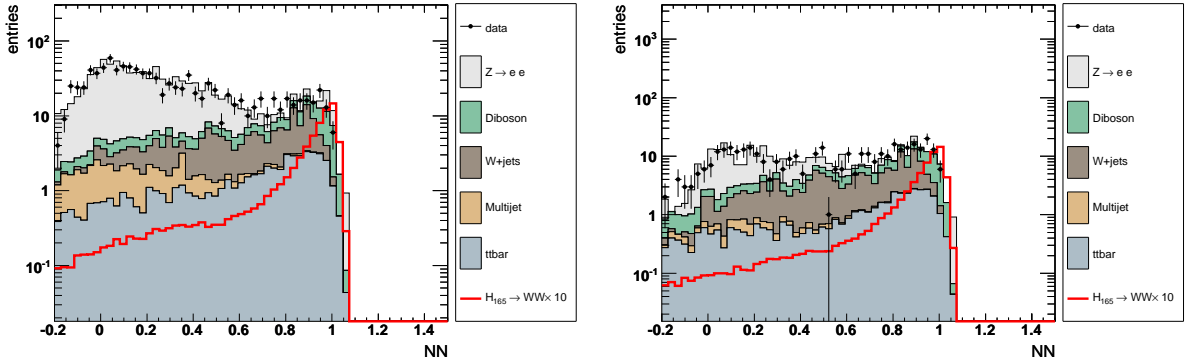 entries
10²
10
1
10⁻¹
-0.2 0 0.2 0.4 0.6 0.8 1 1.2 1.4
NN
data
Z → e e
Diboson
W+jets
Multijet
ttbar
H₁₆₅ → WW× 10
entries
10³
10²
10
1
10⁻¹
-0.2 0 0.2 0.4 0.6 0.8 1 1.2 1.4
NN
data
Z → e e
Diboson
W+jets
Multijet
ttbar
H₁₆₅ → WW× 10